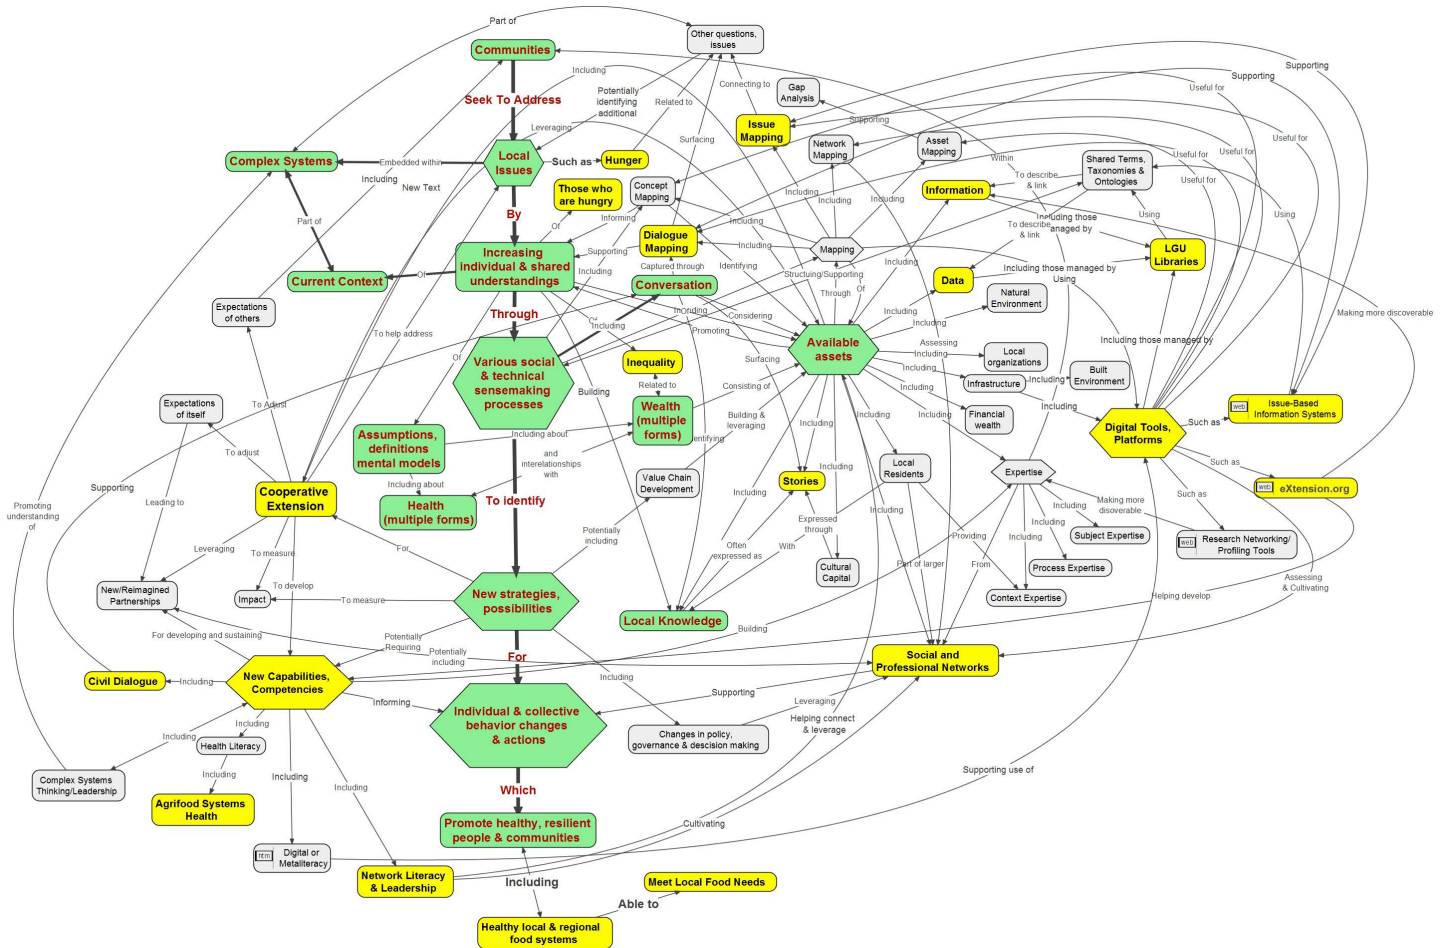 Part of
Other questions,
issues
Communities
Including
Supporting
Useful for
Supporting
Connecting to
Gap
Analysis
Seek To Address
Potentially
identifying
additional
Related to
Useful for
Leveraging
Issue
Mapping
Supporting
Surfacing
Network
Mapping
Asset
Mapping
Useful for
Complex Systems
Embedded within
Local
Issues
Such as
Hunger
Within
Shared Terms,
Taxonomies &
Ontologies
Useful for
Useful for
Including
New Text
Those who
are hungry
Concept
Mapping
Including
Including
Including
To describe
& link
Information
Part of
By
Of
Informing
Including
Using
Using
To describe
& link
Including those
managed by
Increasing
individual & shared
understandings
Supporting
Dialogue
Mapping
Including
Mapping
LGU
Libraries
Current Context
Of
Including
Captured through
Identifying
Structuring/Supporting
Of
Including
Including those managed by
Using
Data
Conversation
Through
Expectations
of others
Through
Including
Natural
Environment
Making more discoverable
Including
Considering
Including
Including
To help address
Of
Promoting
Available
assets
Assessing
Including
Including those managed by
Local
organizations
Various social
& technical
sensemaking
processes
Inequality
Surfacing
Including
Infrastructure
Including
Built
Environment
Of
Building
Related to
Consisting of
Including
Financial
wealth
Including
Expectations
of itself
To Adjust
Wealth
(multiple
forms)
Building &
leveraging
Including
Including
Such as
web
Issue-Based
Information Systems
Assumptions,
definitions
mental models
Including about
Identifying
Including
Digital Tools,
Platforms
To adjust
and
interelationships
with
Value Chain
Development
Including
Local
Residents
Expertise
Such as
Including about
Stories
web
eXtension.org
Supporting
Leading to
Cooperative
Extension
Health
(multiple forms)
To identify
Including
Including
Making more
disoverable
Such as
Promoting
understanding
of
Potentially
including
Often
expressed as
Expressed
through
Including
Including
Including
Subject Expertise
web
Research Networking/
Profiling Tools
Leveraging
To measure
For
With
Providing
From
Process Expertise
Cultural
Capital
Part of larger
Assessing
& Cultivating
To develop
New/Reimagined
Partnerships
Impact
To measure
New strategies,
possibilities
Context Expertise
Helping develop
Local Knowledge
Building
For developing and sustaining
Potentially
Requiring
Potentially
including
For
Social and
Professional Networks
Civil Dialogue
Including
New Capabilities,
Competencies
Including
Supporting
Informing
Individual & collective
behavior changes
& actions
Leveraging
Including
Including
Health Literacy
Helping connect
& leverage
Changes in policy,
governance & descision making
Complex Systems
Thinking/Leadership
Including
Including
Including
Supporting use of
Which
Agrifood Systems
Health
Promote healthy, resilient
people & communities
Cultivating
htm
Digital or
Metaliteracy
Network Literacy
& Leadership
Including
Meet Local Food Needs
Able to
Healthy local & regional
food systems